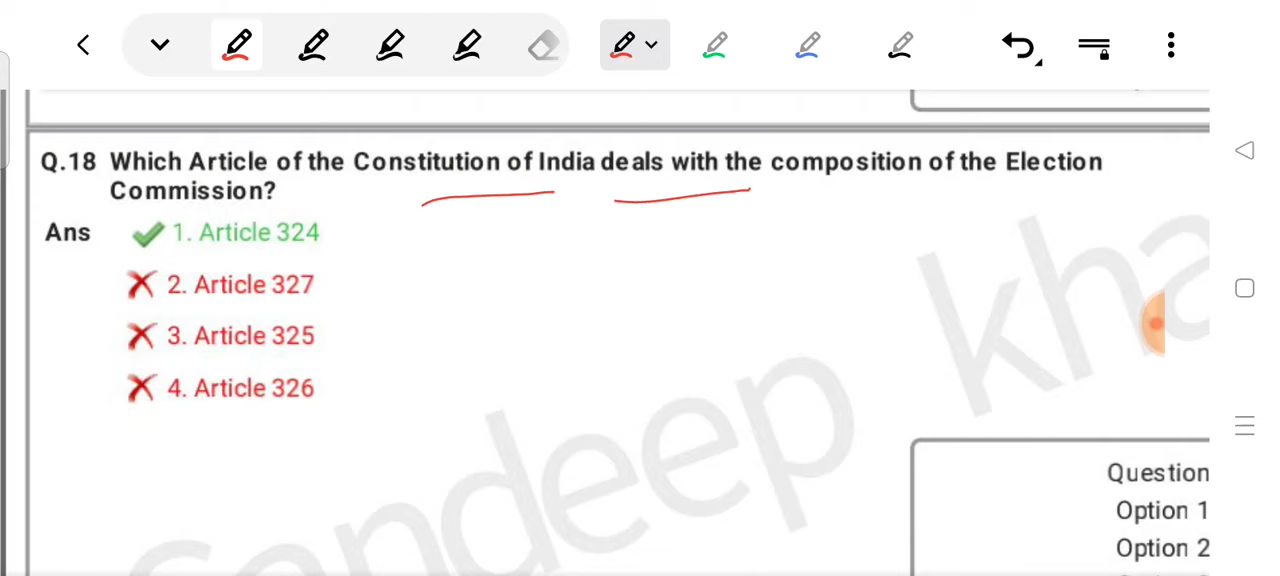 Q.18 Which Article of the Constitution of India deals with the composition of the Election
Commission?
Ans 1. Article 324
2. Article 327
3. Article 325
4. Article 326
Question
Option 1
Option 2